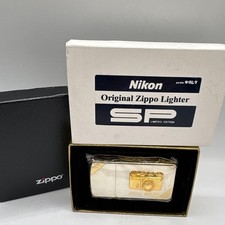 Nikon
Original Zippo Lighter
SP
LIMITED EDITION
zippo